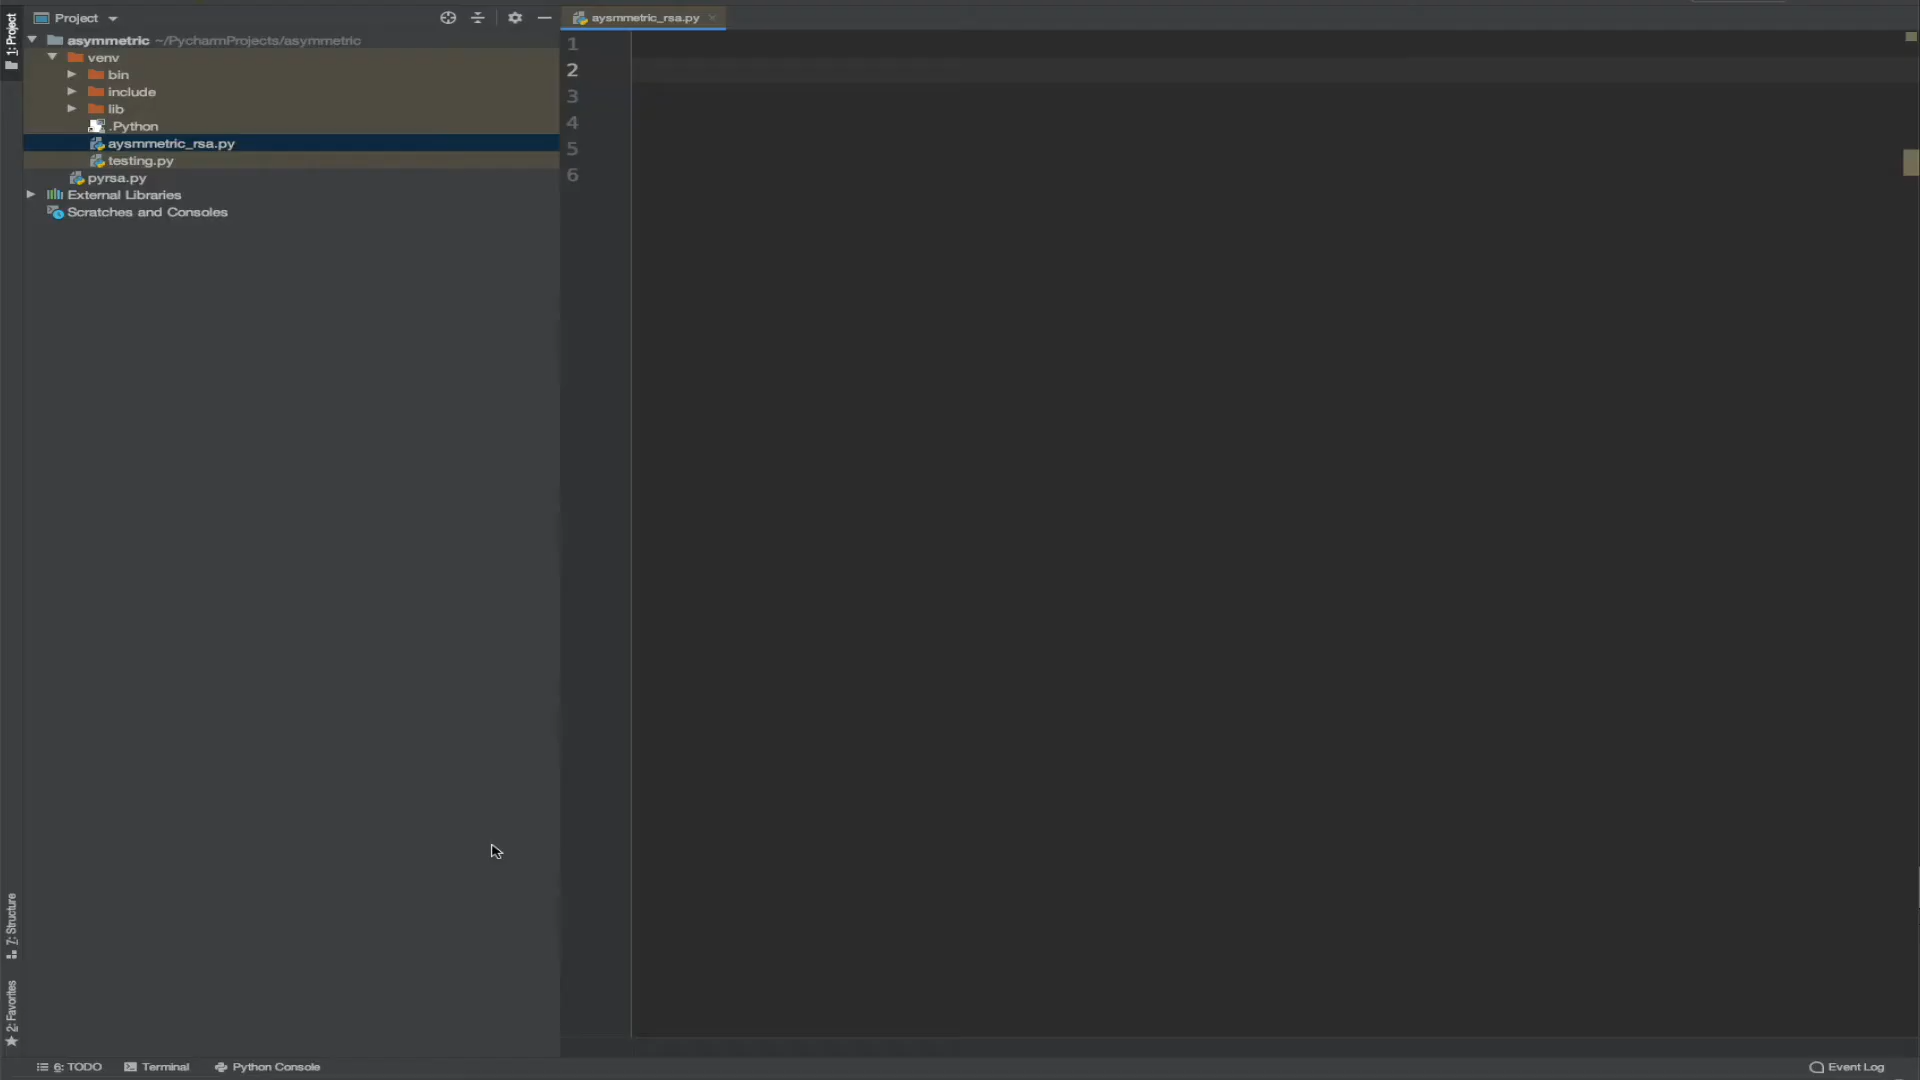 Project
aysmmetric_rsa.py
1: Project
asymmetric ~/PycharmProjects/asymmetric
venv
bin
include
lib
.Python
aysmmetric_rsa.py
testing.py
pyrsa.py
External Libraries
Scratches and Consoles
1
2
3
4
5
6
7: Structure
2: Favorites
6: TODO
Terminal
Python Console
Event Log